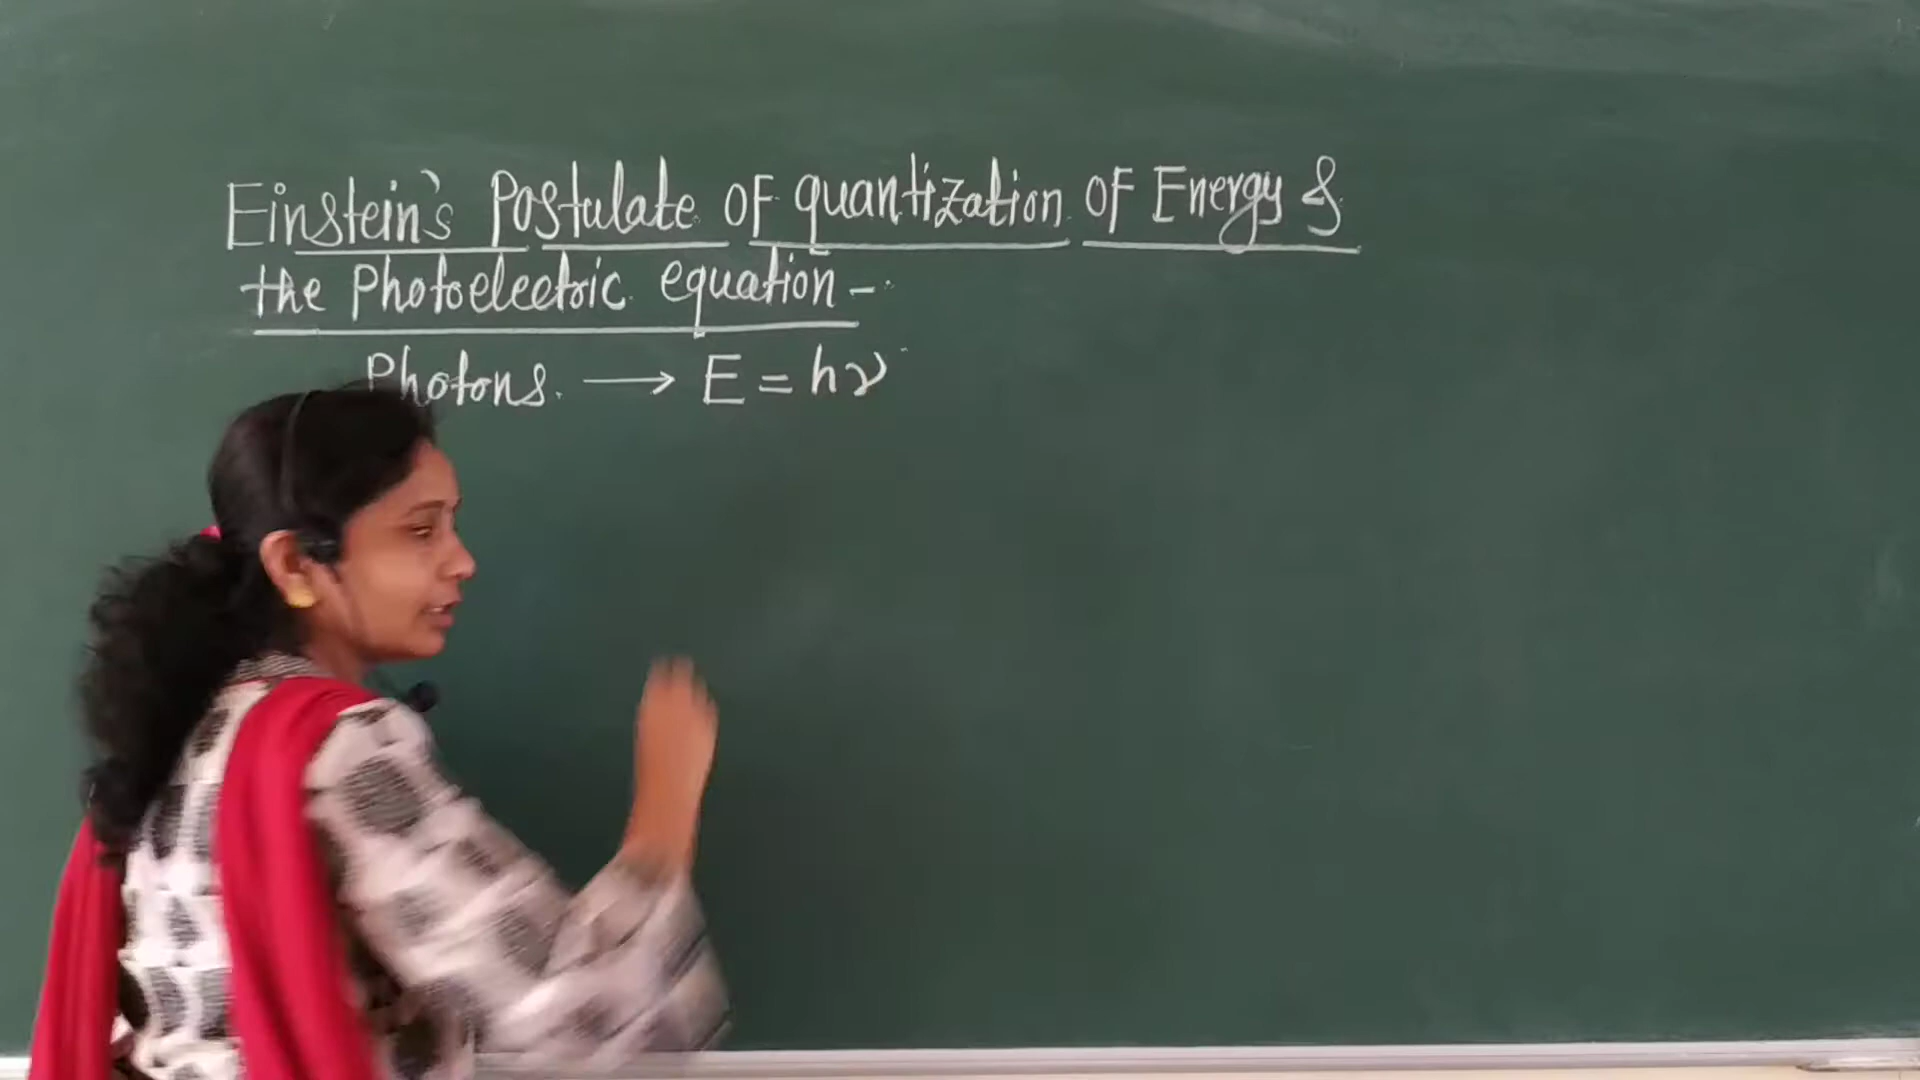 Einstein's Postulate of quantization of Energy &
the Photoelectric equation -
Photons. → E = hν